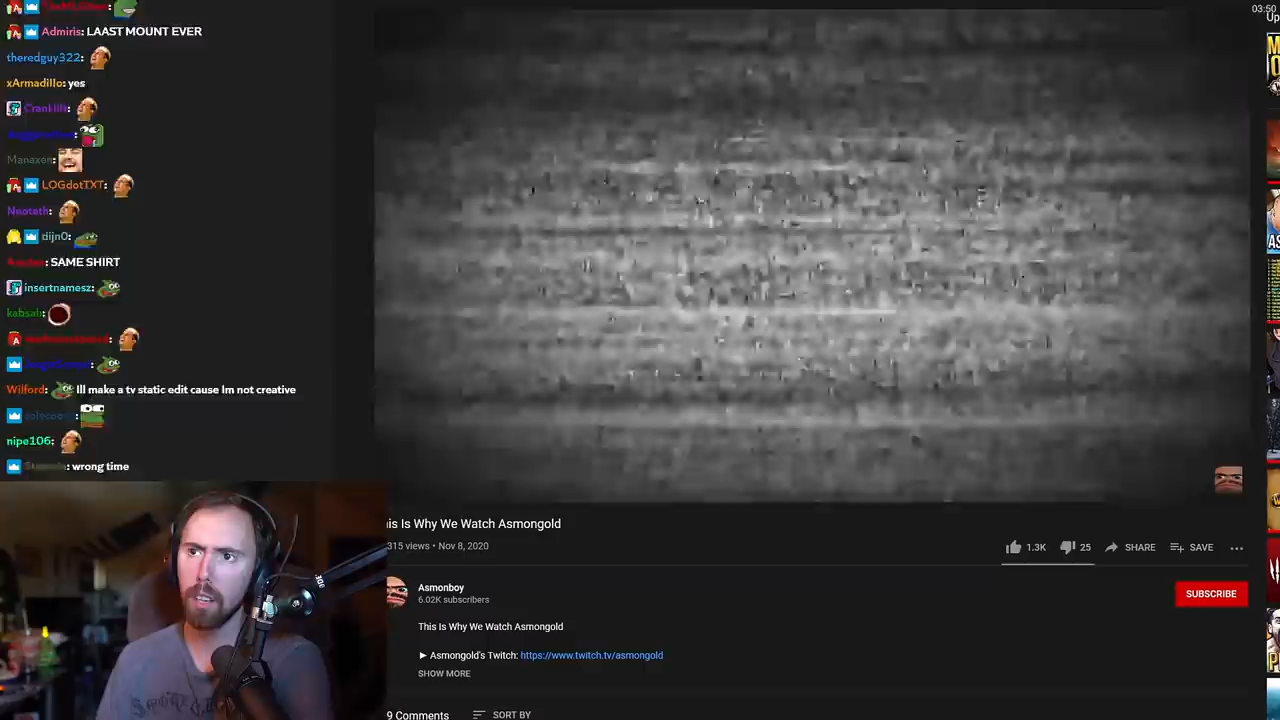 Admiris: LAAST MOUNT EVER
theredguy322:
xArmadillo: yes
Manaxen:
LOGdotTXT:
Nnoteth:
dijn0:
SAME SHIRT
insertnamesz:
kabsal:
Wilford: Ill make a tv static edit cause Im not creative
nipe106:
: wrong time
03:50
Up
is Is Why We Watch Asmongold
315 views • Nov 8, 2020
1.3K 25 SHARE SAVE
Asmonboy
6.02K subscribers
SUBSCRIBE
This Is Why We Watch Asmongold
► Asmongold's Twitch: https://www.twitch.tv/asmongold
SHOW MORE
9 Comments SORT BY